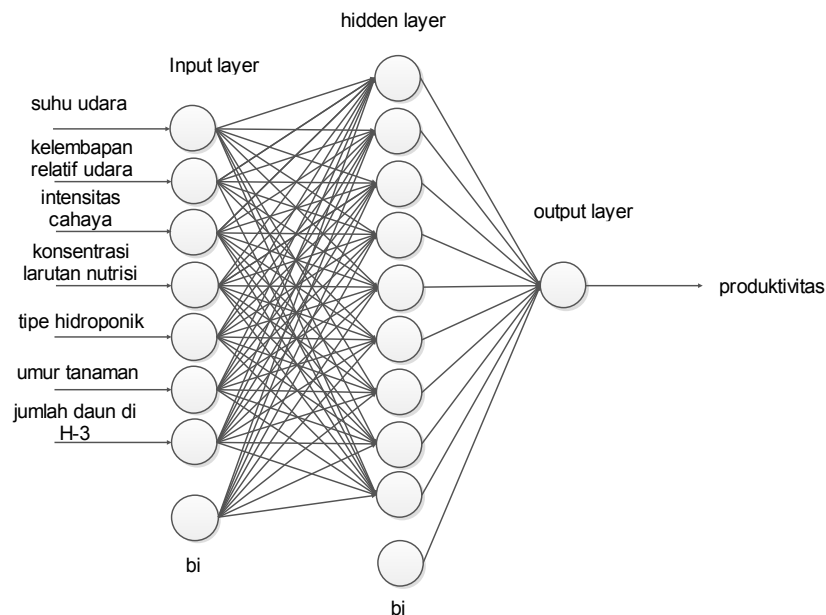 hidden layer
Input layer
suhu udara
kelembapan
relatif udara
intensitas
cahaya
konsentrasi
larutan nutrisi
tipe hidroponik
umur tanaman
jumlah daun di
H-3
bi
bi
output layer
produktivitas